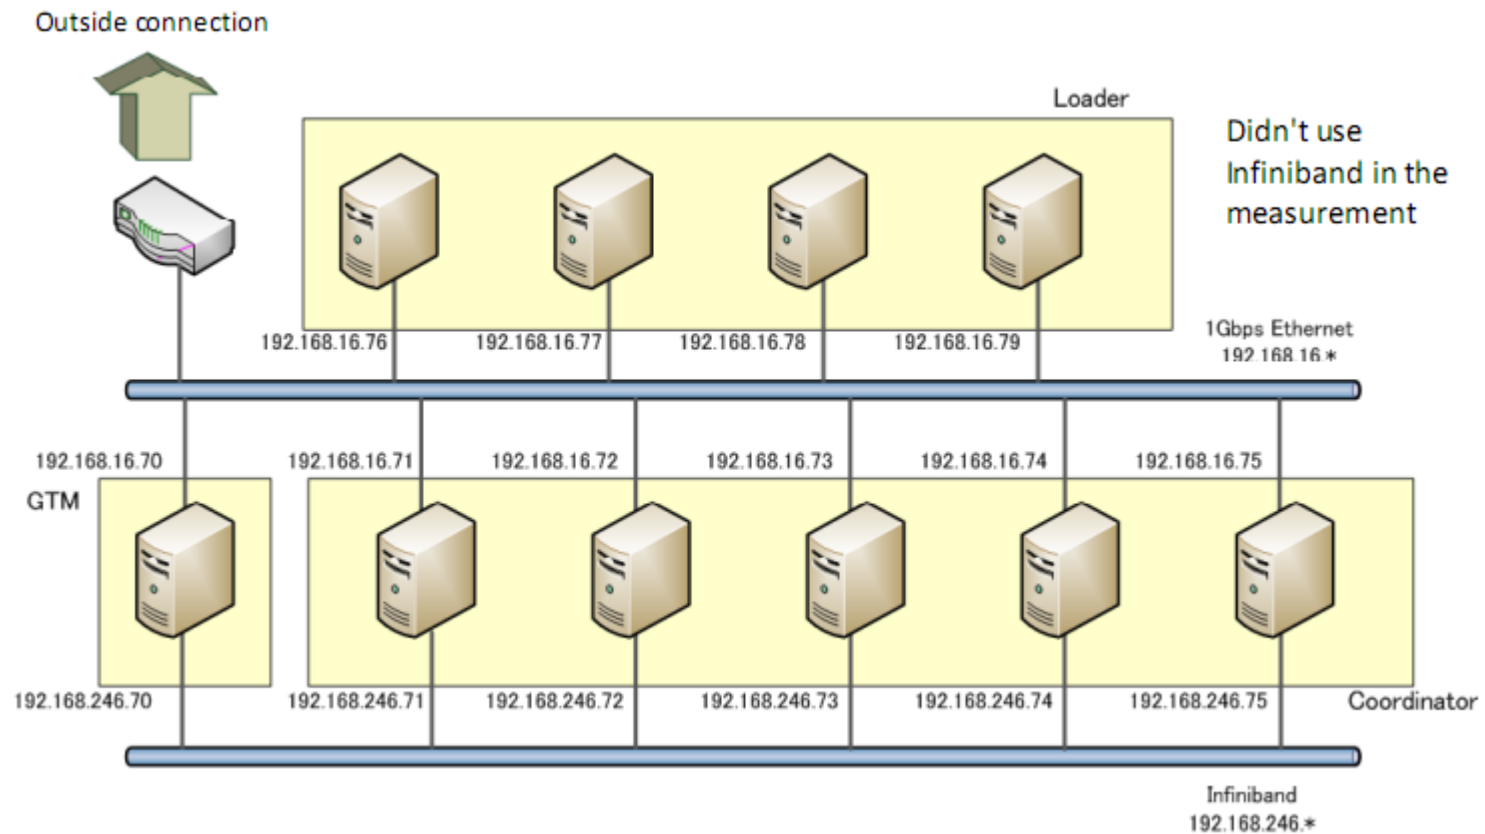 Outside connection
Loader
Didn't use
Infiniband in the
measurement
192.168.16.76
192.168.16.77
192.168.16.78
192.168.16.79
1Gbps Ethernet
192.168.16.*
192.168.16.70
192.168.16.71
192.168.16.72
192.168.16.73
192.168.16.74
192.168.16.75
GTM
192.168.246.70
192.168.246.71
192.168.246.72
192.168.246.73
192.168.246.74
192.168.246.75
Coordinator
Infiniband
192.168.246.*